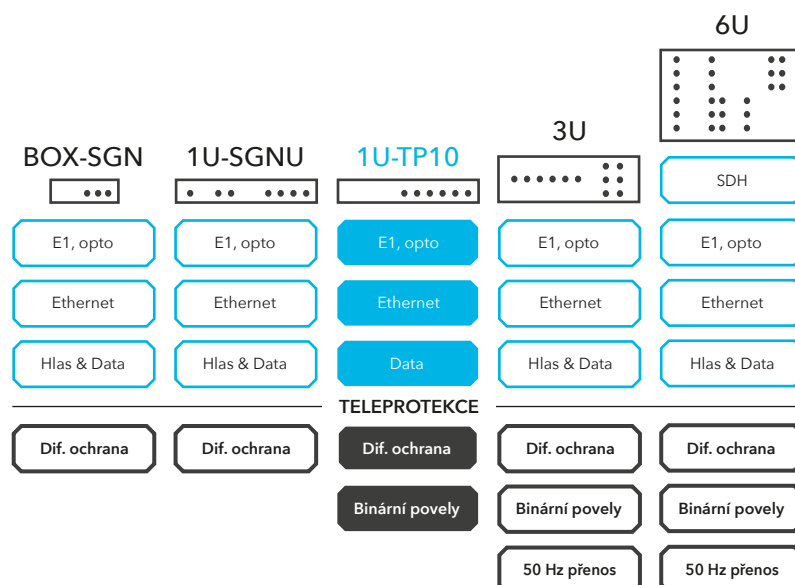 6U
3U
BOX-SGN 1U-SGNU 1U-TP10
SDH
E1, opto E1, opto E1, opto E1, opto E1, opto
Ethernet Ethernet Ethernet Ethernet Ethernet
Hlas & Data Hlas & Data Data Hlas & Data Hlas & Data
TELEPROTEKCE
Dif. ochrana Dif. ochrana Dif. ochrana Dif. ochrana Dif. ochrana
Binární povely Binární povely Binární povely
50 Hz přenos 50 Hz přenos